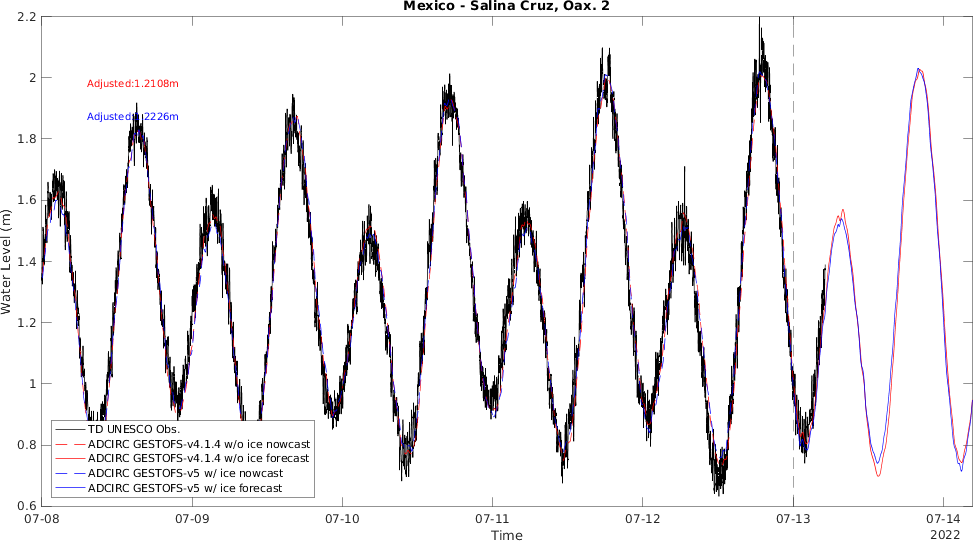 Mexico - Salina Cruz, Oax. 2
2.2
2
1.8
1.6
1.4
1.2
1
0.8
0.6
Water Level (m)
Adjusted:1.2108m
Adjusted: 2226m
TD UNESCO Obs.
ADCIRC GESTOFS-v4.1.4 w/o ice nowcast
ADCIRC GESTOFS-v4.1.4 w/o ice forecast
ADCIRC GESTOFS-v5 w/ ice nowcast
ADCIRC GESTOFS-v5 w/ ice forecast
07-08 07-09 07-10 07-11 07-12 07-13 07-14
Time
2022